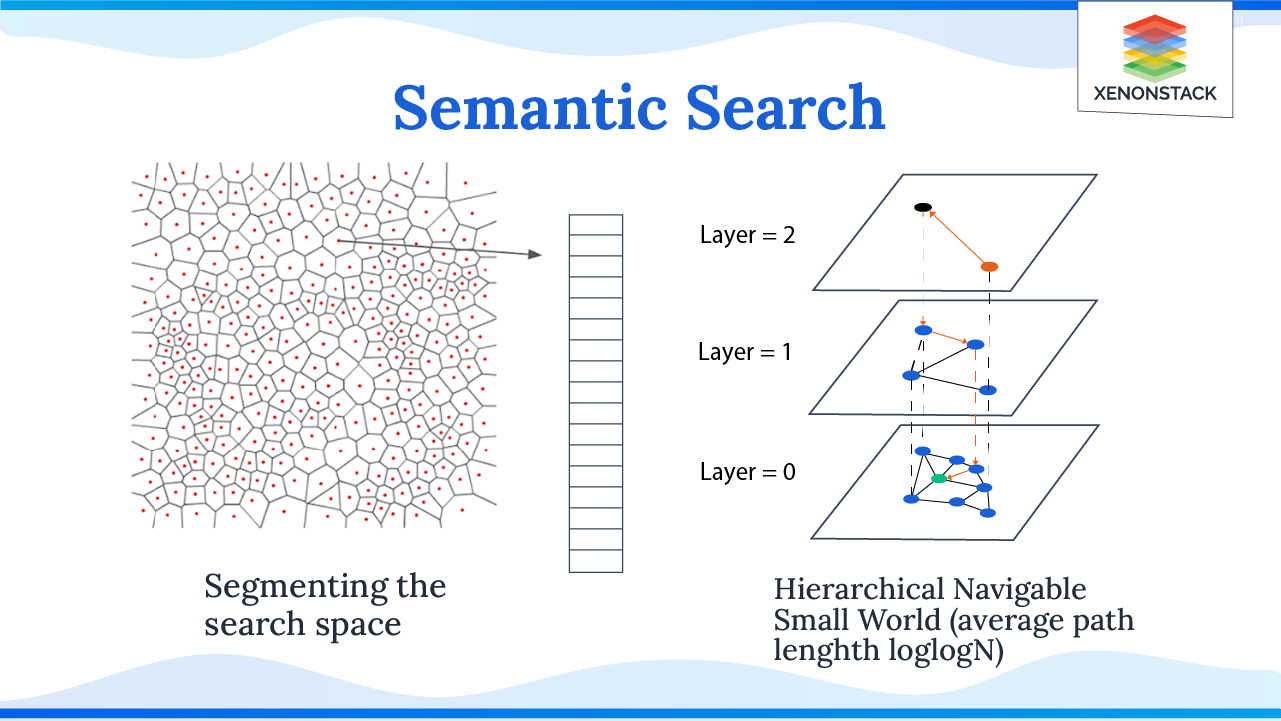 XENONSTACK
Semantic Search
Layer = 2
Layer = 1
Layer = 0
Segmenting the
search space
Hierarchical Navigable
Small World (average path
lenghth loglogN)